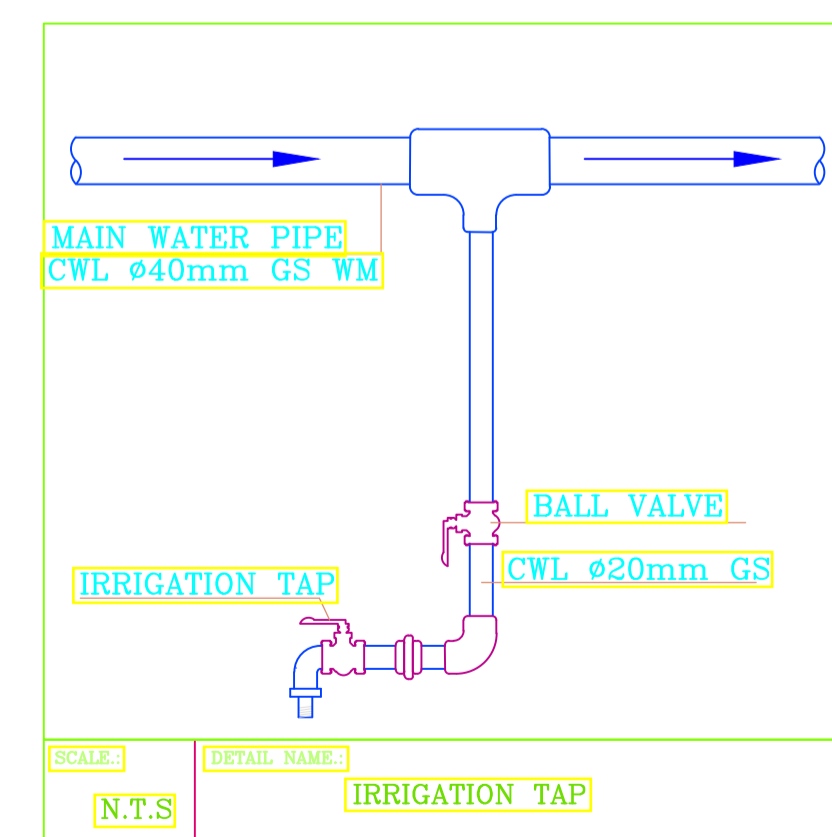 MAIN WATER PIPE
CWL ø40mm GS WM
BALL VALVE
CWL ø20mm GS
IRRIGATION TAP
SCALE.:
DETAIL NAME.:
N.T.S
IRRIGATION TAP